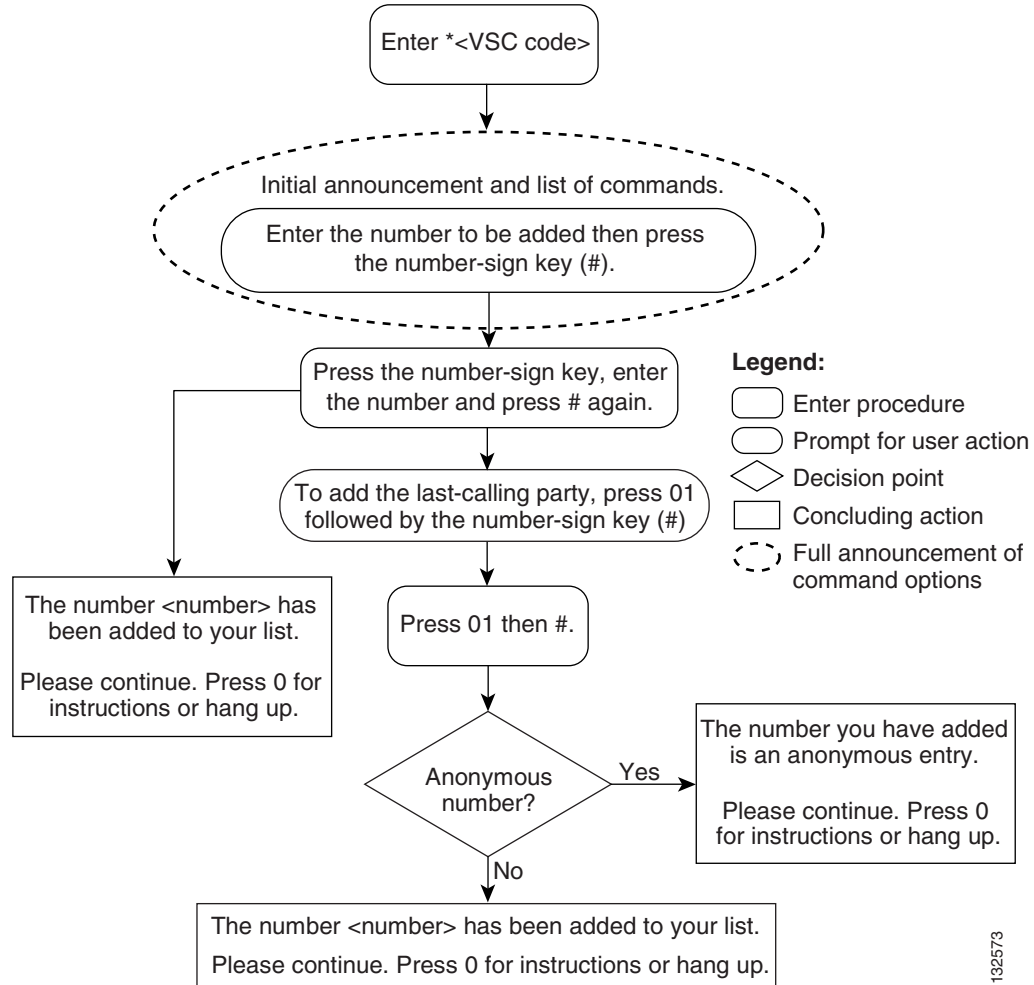 Enter *<VSC code>
Initial announcement and list of commands.
Enter the number to be added then press
the number-sign key (#).
Press the number-sign key, enter
the number and press # again.
Legend:
Enter procedure
Prompt for user action
Decision point
Concluding action
Full announcement of
command options
To add the last-calling party, press 01
followed by the number-sign key (#)
The number <number> has
been added to your list.
Please continue. Press 0 for
instructions or hang up.
Press 01 then #.
Anonymous
number?
Yes
The number you have added
is an anonymous entry.
Please continue. Press 0
for instructions or hang up.
No
The number <number> has been added to your list.
Please continue. Press 0 for instructions or hang up.
132573